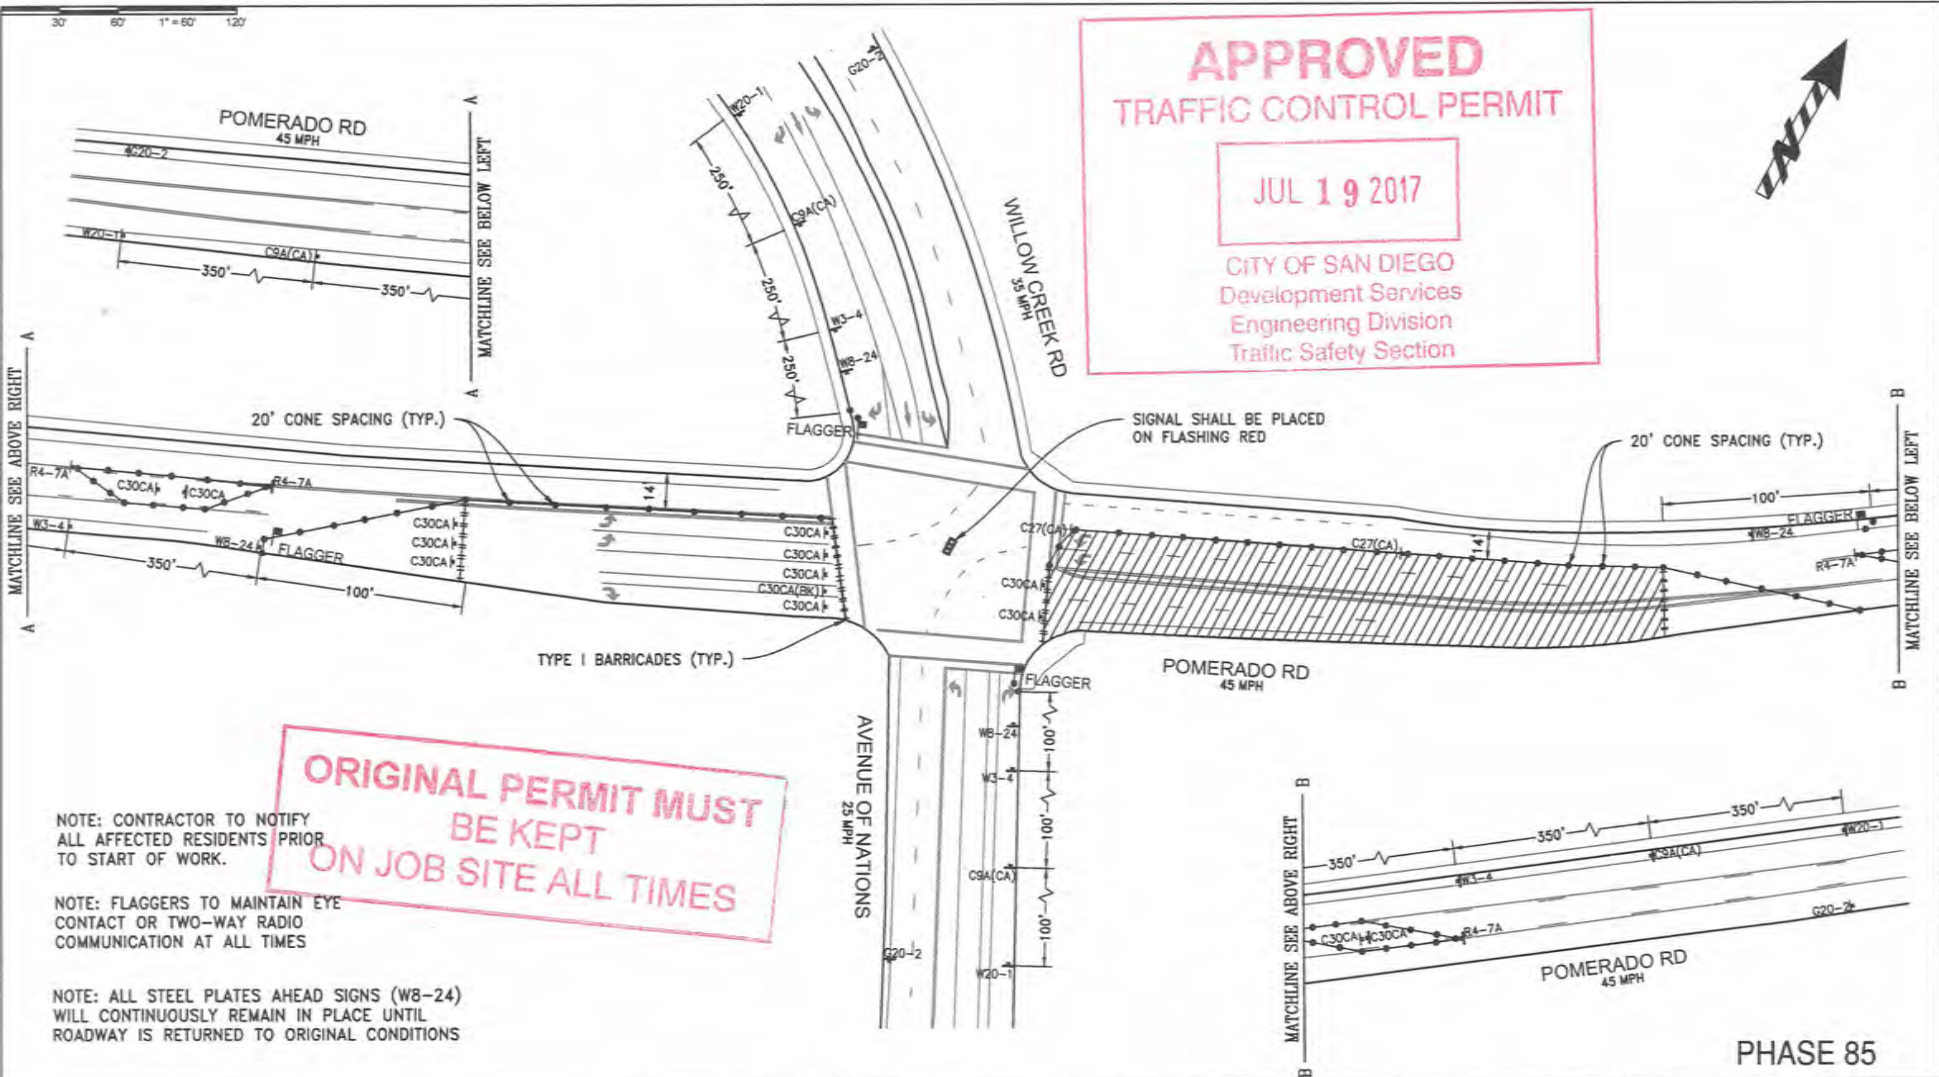 30' 60' 1"=60' 120'
POMERADO RD
45 MPH
G20-2
W20-1
C9A(CA)
350'
350'
A
MATCHLINE SEE BELOW LEFT
A
W20-1
G20-2
250'
C9A(CA)
250'
W3-4
W8-24
250'
FLAGGER
WILLOW CREEK RD
35 MPH
APPROVED
TRAFFIC CONTROL PERMIT
JUL 19 2017
CITY OF SAN DIEGO
Development Services
Engineering Division
Traffic Safety Section
N
A
MATCHLINE SEE ABOVE RIGHT
A
20' CONE SPACING (TYP.)
R4-7A
C30CA
C30CA
R4-7A
W3-4
W8-24
FLAGGER
350'
100'
14'
C30CA
C30CA
C30CA
C30CA
C30CA
C30CA
C30CA(BK)
C30CA
TYPE I BARRICADES (TYP.)
SIGNAL SHALL BE PLACED
ON FLASHING RED
20' CONE SPACING (TYP.)
C27(CA)
C27(CA)
14'
C30CA
C30CA
100'
FLAGGER
W8-24
R4-7A
B
MATCHLINE SEE BELOW LEFT
B
POMERADO RD
45 MPH
FLAGGER
W8-24
100'
W3-4
100'
C9A(CA)
100'
W20-1
G20-2
AVENUE OF NATIONS
25 MPH
ORIGINAL PERMIT MUST
BE KEPT
ON JOB SITE ALL TIMES
NOTE: CONTRACTOR TO NOTIFY
ALL AFFECTED RESIDENTS PRIOR
TO START OF WORK.
NOTE: FLAGGERS TO MAINTAIN EYE
CONTACT OR TWO-WAY RADIO
COMMUNICATION AT ALL TIMES
NOTE: ALL STEEL PLATES AHEAD SIGNS (W8-24)
WILL CONTINUOUSLY REMAIN IN PLACE UNTIL
ROADWAY IS RETURNED TO ORIGINAL CONDITIONS
B
MATCHLINE SEE ABOVE RIGHT
B
350'
350'
350'
W3-4
C9A(CA)
W20-1
C30CA
C30CA
R4-7A
G20-2
POMERADO RD
45 MPH
PHASE 85